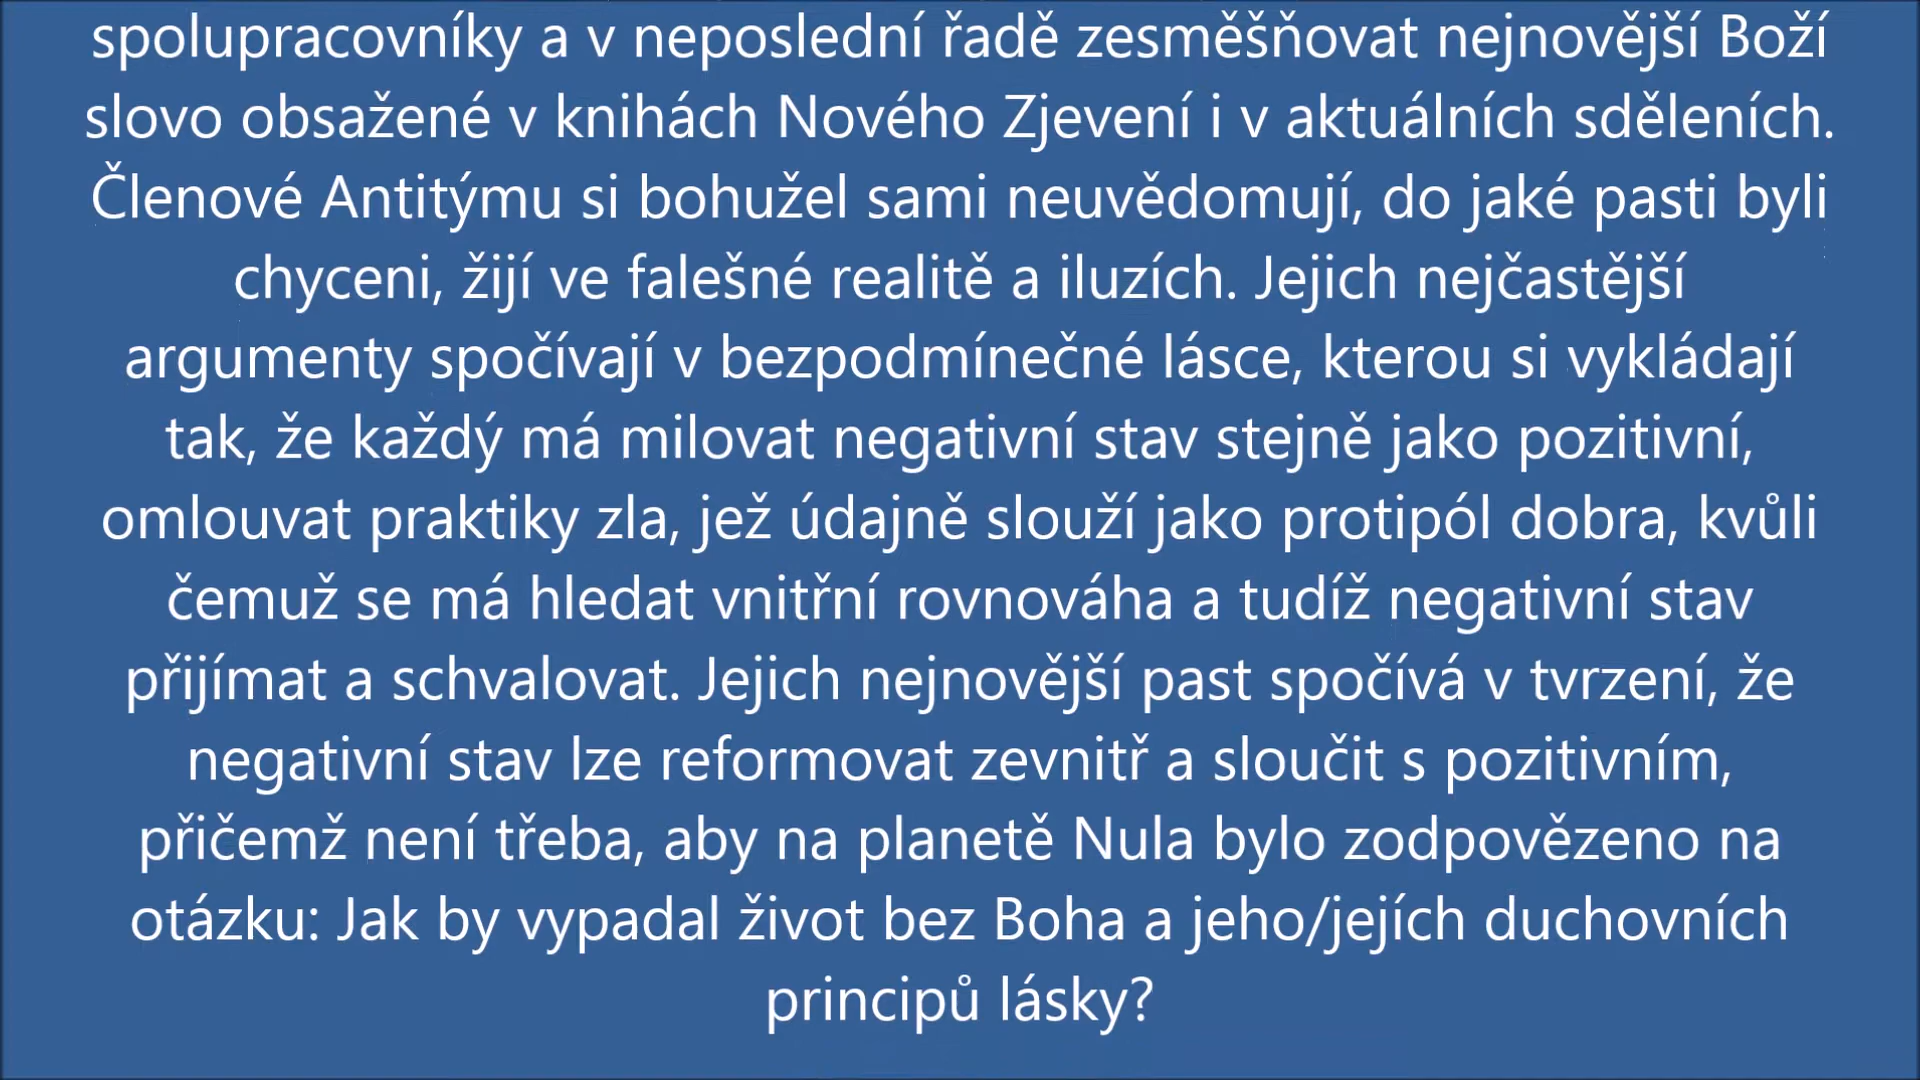 spolupracovníky a v neposlední řadě zesměšňovat nejnovější Boží
slovo obsažené v knihách Nového Zjevení i v aktuálních sděleních.
Členové Antitýmu si bohužel sami neuvědomují, do jaké pasti byli
chyceni, žijí ve falešné realitě a iluzích. Jejich nejčastější
argumenty spočívají v bezpodmínečné lásce, kterou si vykládají
tak, že každý má milovat negativní stav stejně jako pozitivní,
omlouvat praktiky zla, jež údajně slouží jako protipól dobra, kvůli
čemuž se má hledat vnitřní rovnováha a tudíž negativní stav
přijímat a schvalovat. Jejich nejnovější past spočívá v tvrzení, že
negativní stav lze reformovat zevnitř a sloučit s pozitivním,
přičemž není třeba, aby na planetě Nula bylo zodpovězeno na
otázku: Jak by vypadal život bez Boha a jeho/jejích duchovních
principů lásky?